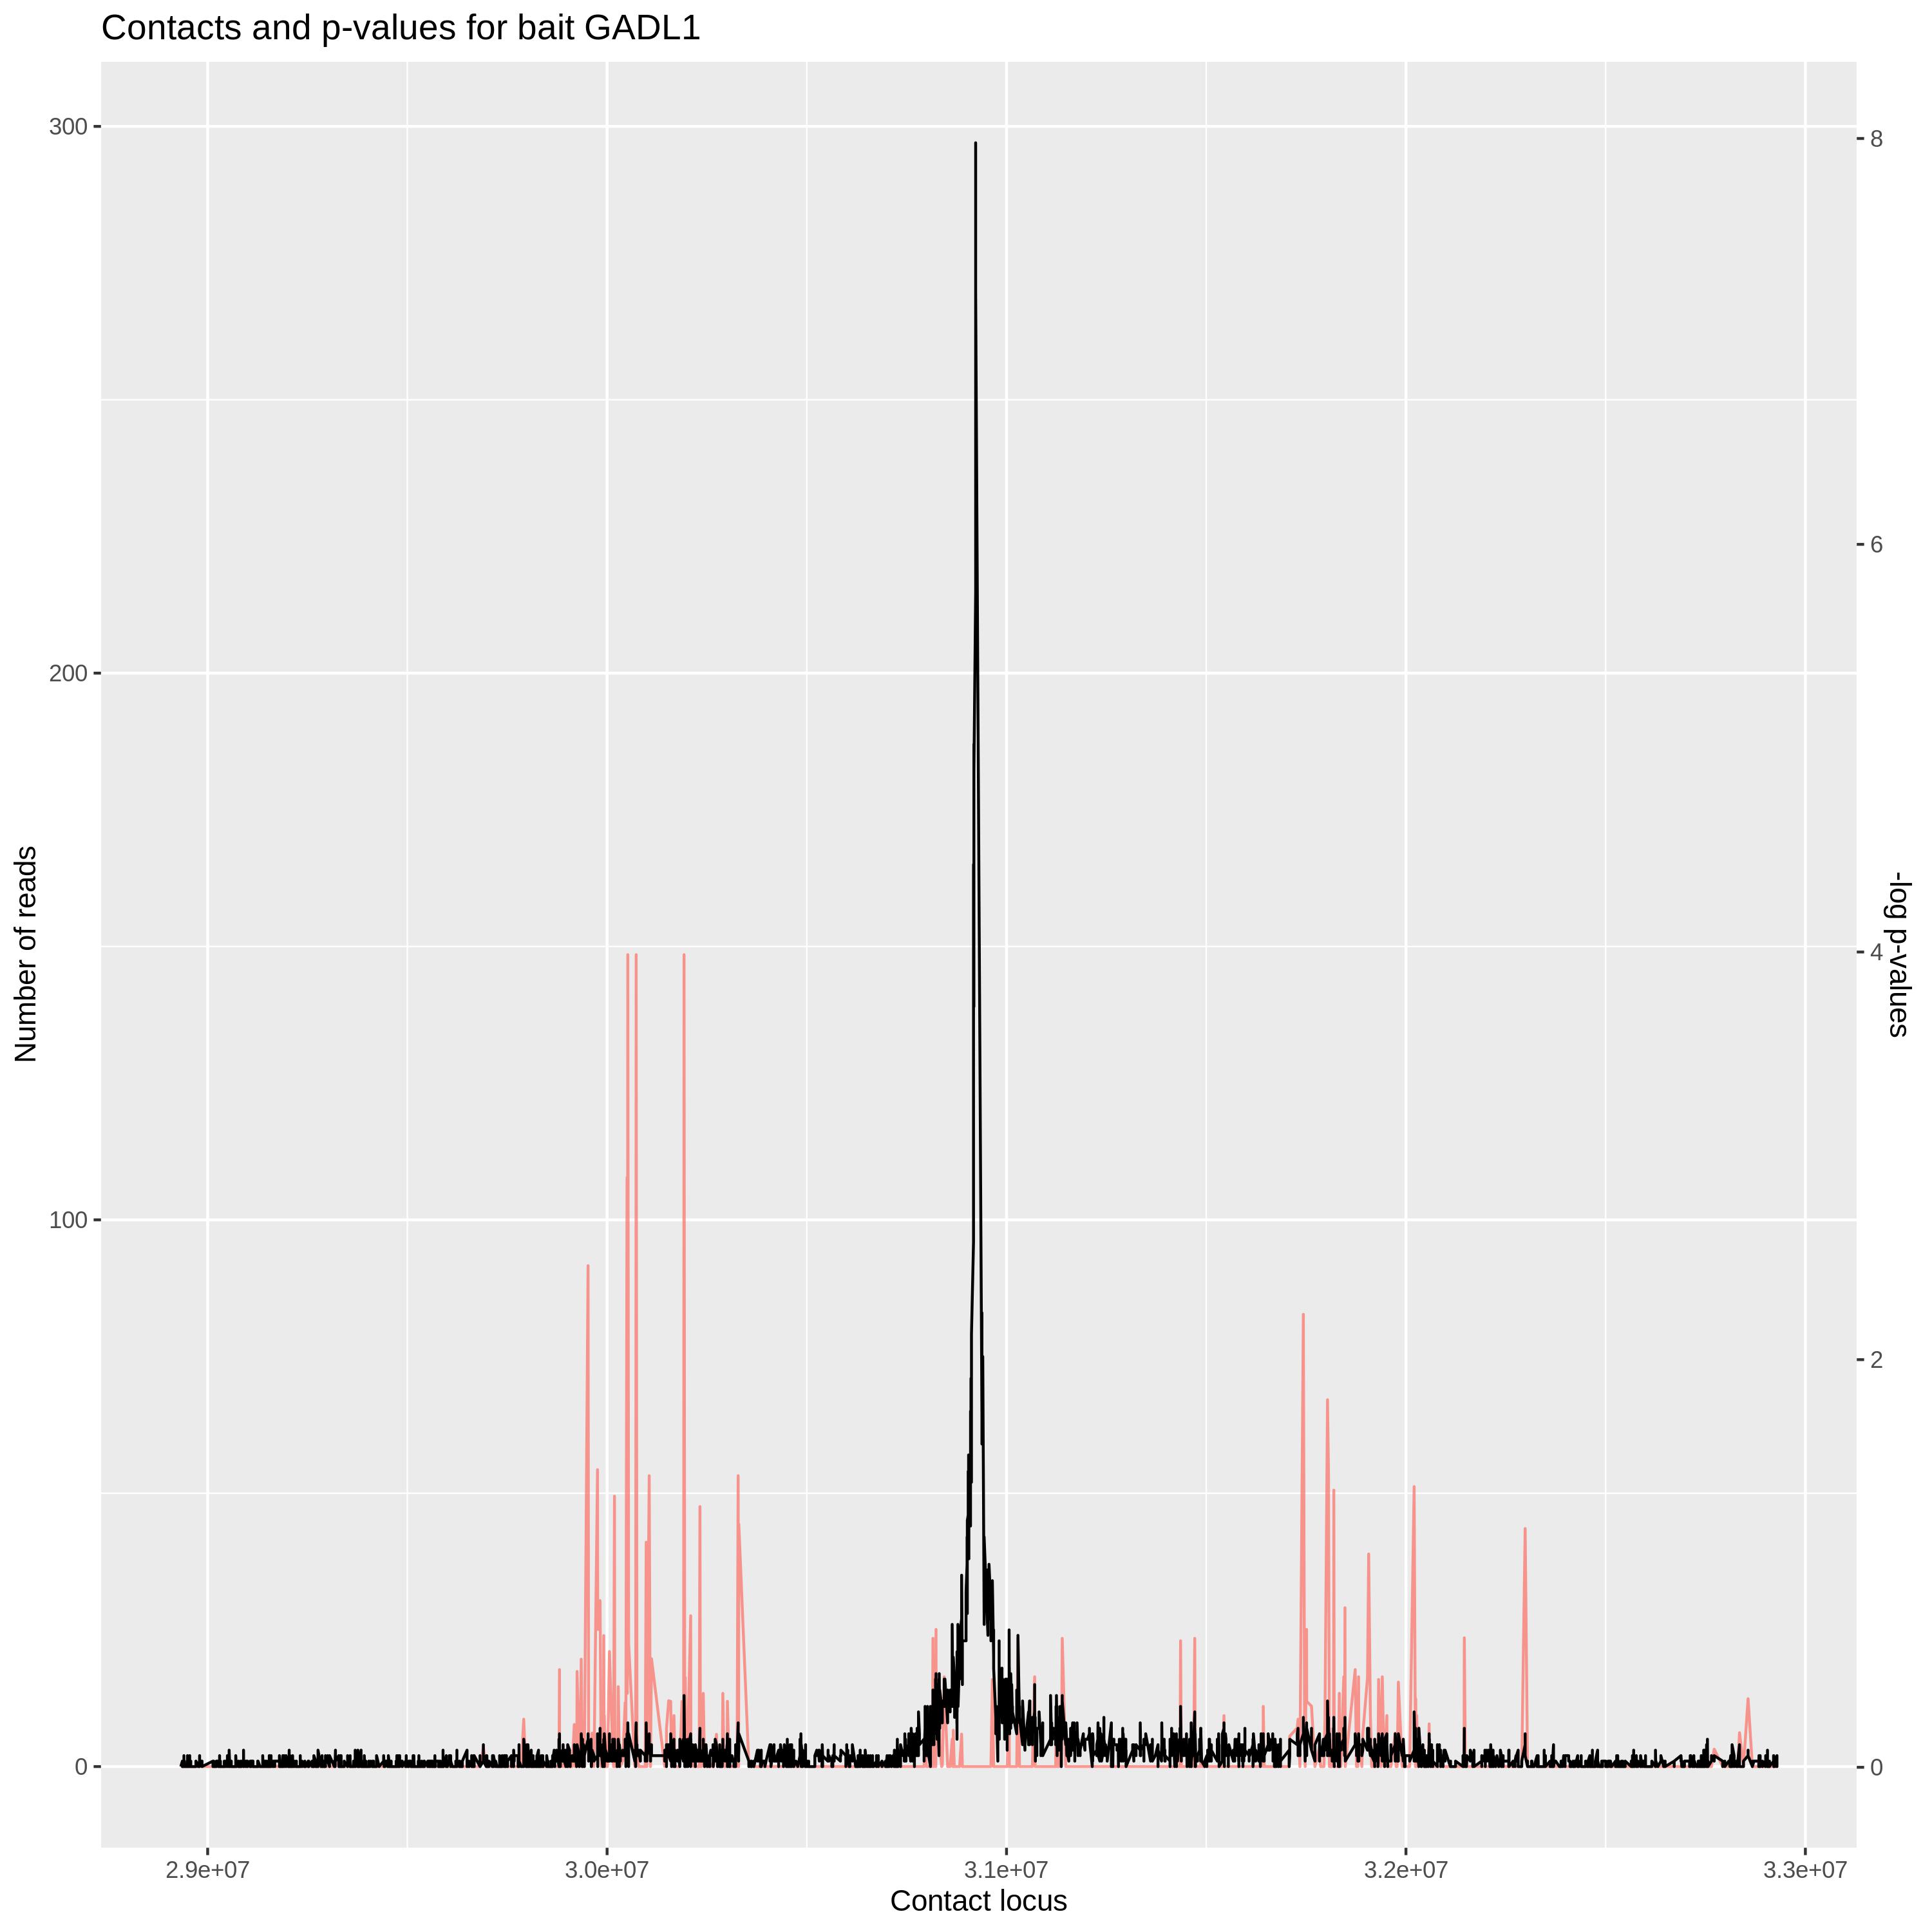 Contacts and p-values for bait GADL1
300
200
100
0
8
6
4
2
0
Number of reads
-log p-values
2.9e+07
3.0e+07
3.1e+07
3.2e+07
3.3e+07
Contact locus